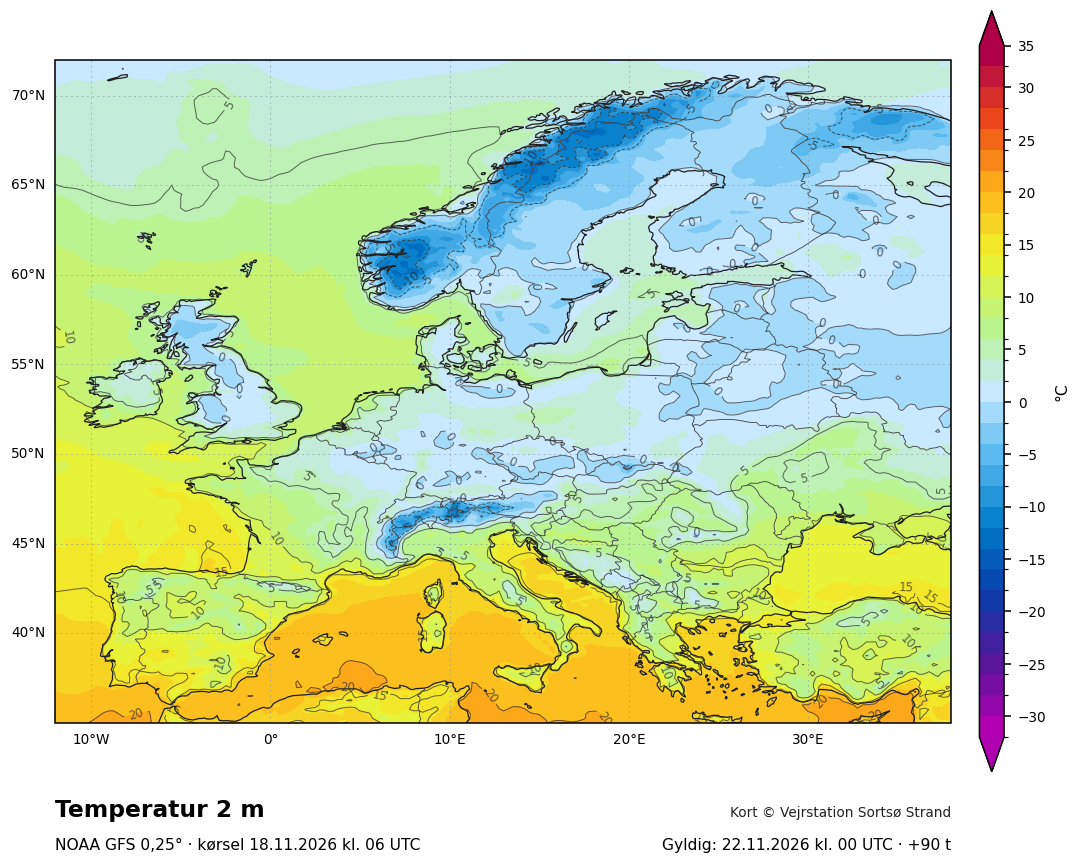 70°N
65°N
60°N
55°N
50°N
45°N
40°N
10°W
0°
10°E
20°E
30°E
35
30
25
20
15
10
5
0
−5
−10
−15
−20
−25
−30
°C
Temperatur 2 m
Kort © Vejrstation Sortsø Strand
NOAA GFS 0,25° · kørsel 18.11.2026 kl. 06 UTC
Gyldig: 22.11.2026 kl. 00 UTC · +90 t